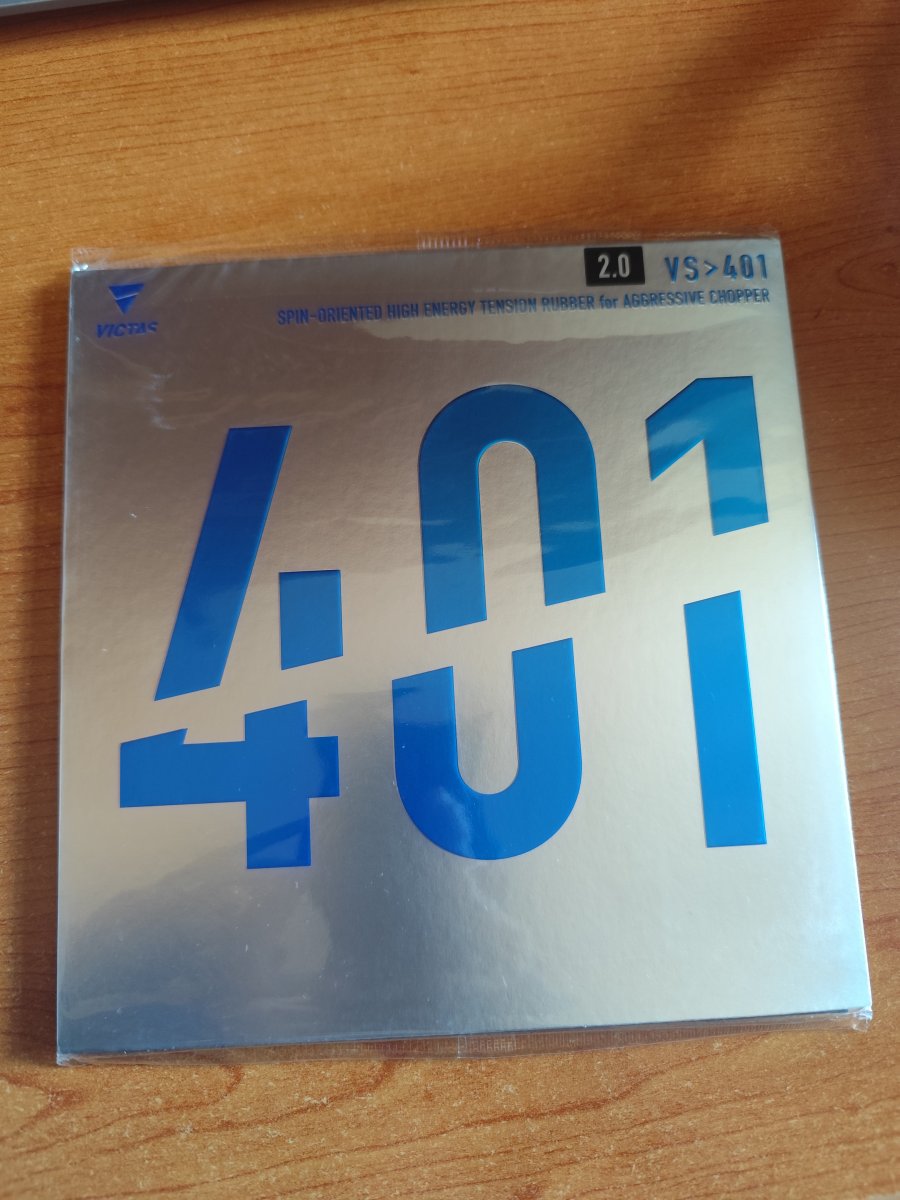 2.0 VS>401
VICTAS
SPIN-ORIENTED HIGH ENERGY TENSION RUBBER for AGGRESSIVE CHOPPER
401